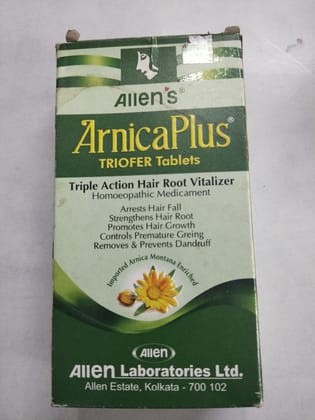 Allen's®
ArnicaPlus®
TRIOFER Tablets
Triple Action Hair Root Vitalizer
Homoeopathic Medicament
Arrests Hair Fall
Strengthens Hair Root
Promotes Hair Growth
Controls Premature Greing
Removes & Prevents Dandruff
Imported Arnica Montana Enriched
Allen
Allen Laboratories Ltd.
Allen Estate, Kolkata - 700 102